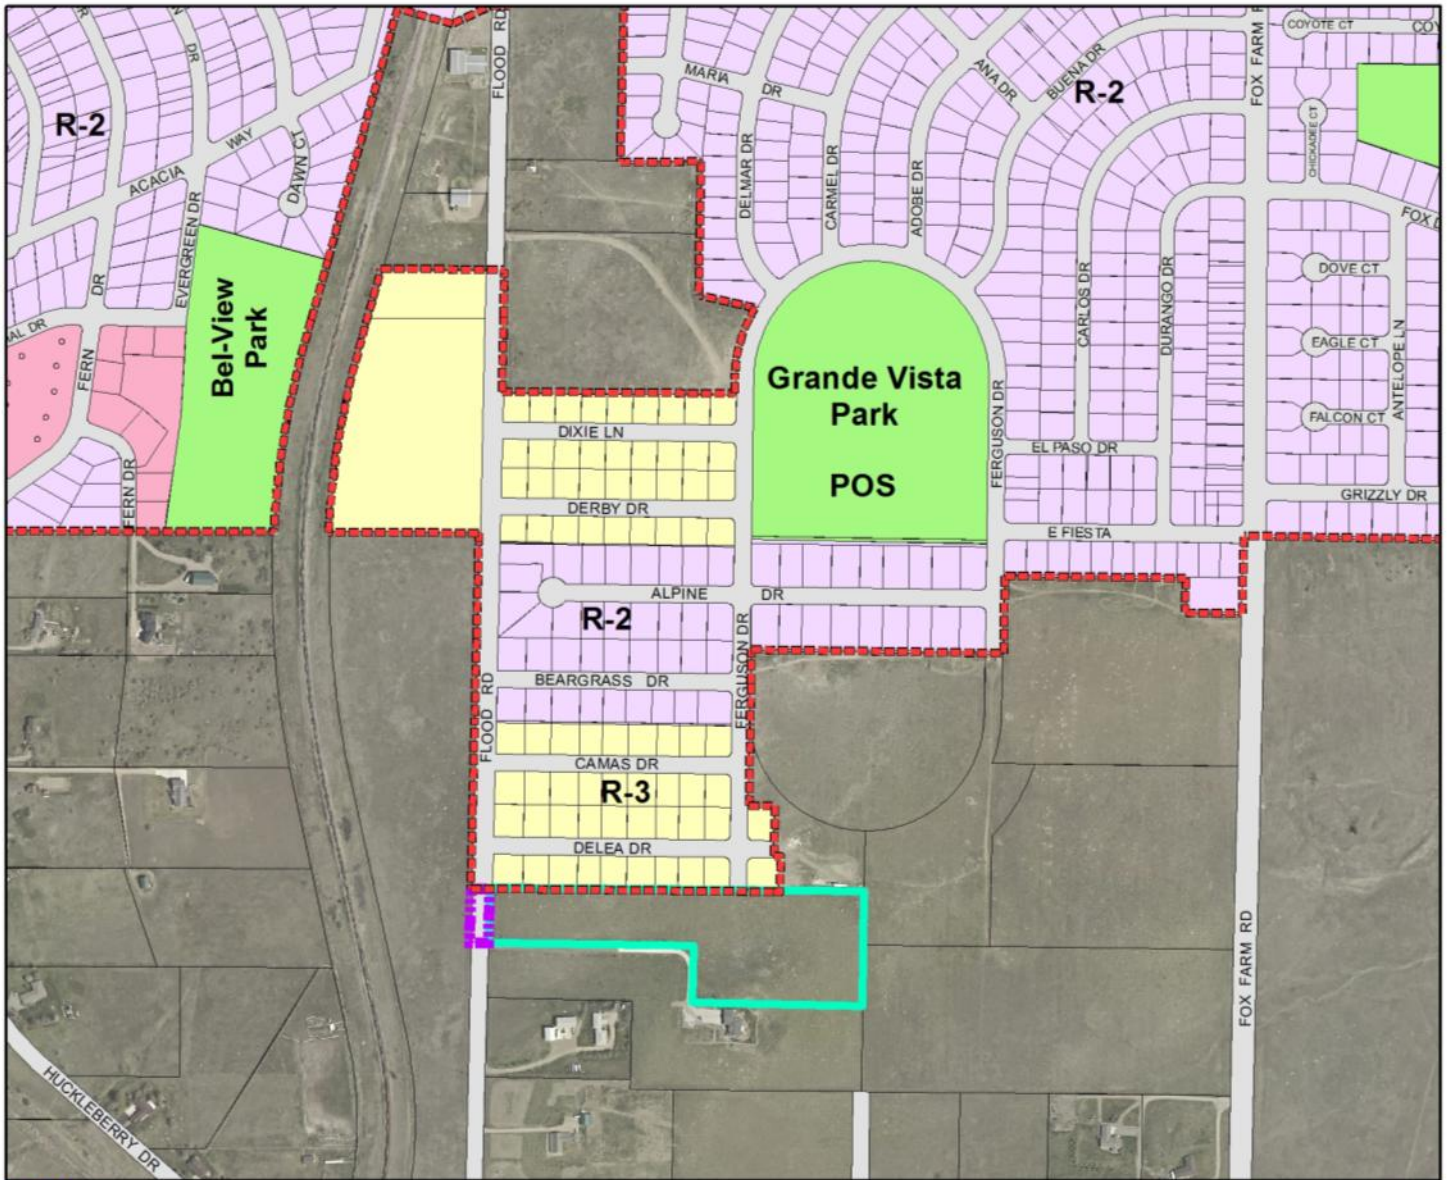 FLOOD RD
FOX FARM R
COYOTE CT
COY
R-2
DR
WAY
DAWN CT
ACACIA
EVERGREEN DR
DR
AL DR
FERN
FERN DR
Bel-View
Park
MARIA DR
ANA DR
BUENA DR
R-2
DELMAR DR
CARMEL DR
ADOBE DR
CHICKADEE CT
FOX D
DOVE CT
EAGLE CT
FALCON CT
ANTELOPE LN
GRIZZLY DR
CARLOS DR
DURANGO DR
Grande Vista
Park
POS
FERGUSON DR
EL PASO DR
E FIESTA
DIXIE LN
DERBY DR
ALPINE DR
R-2
FERGUSON DR
BEARGRASS DR
FLOOD RD
CAMAS DR
R-3
DELEA DR
FOX FARM RD
HUCKLEBERRY DR